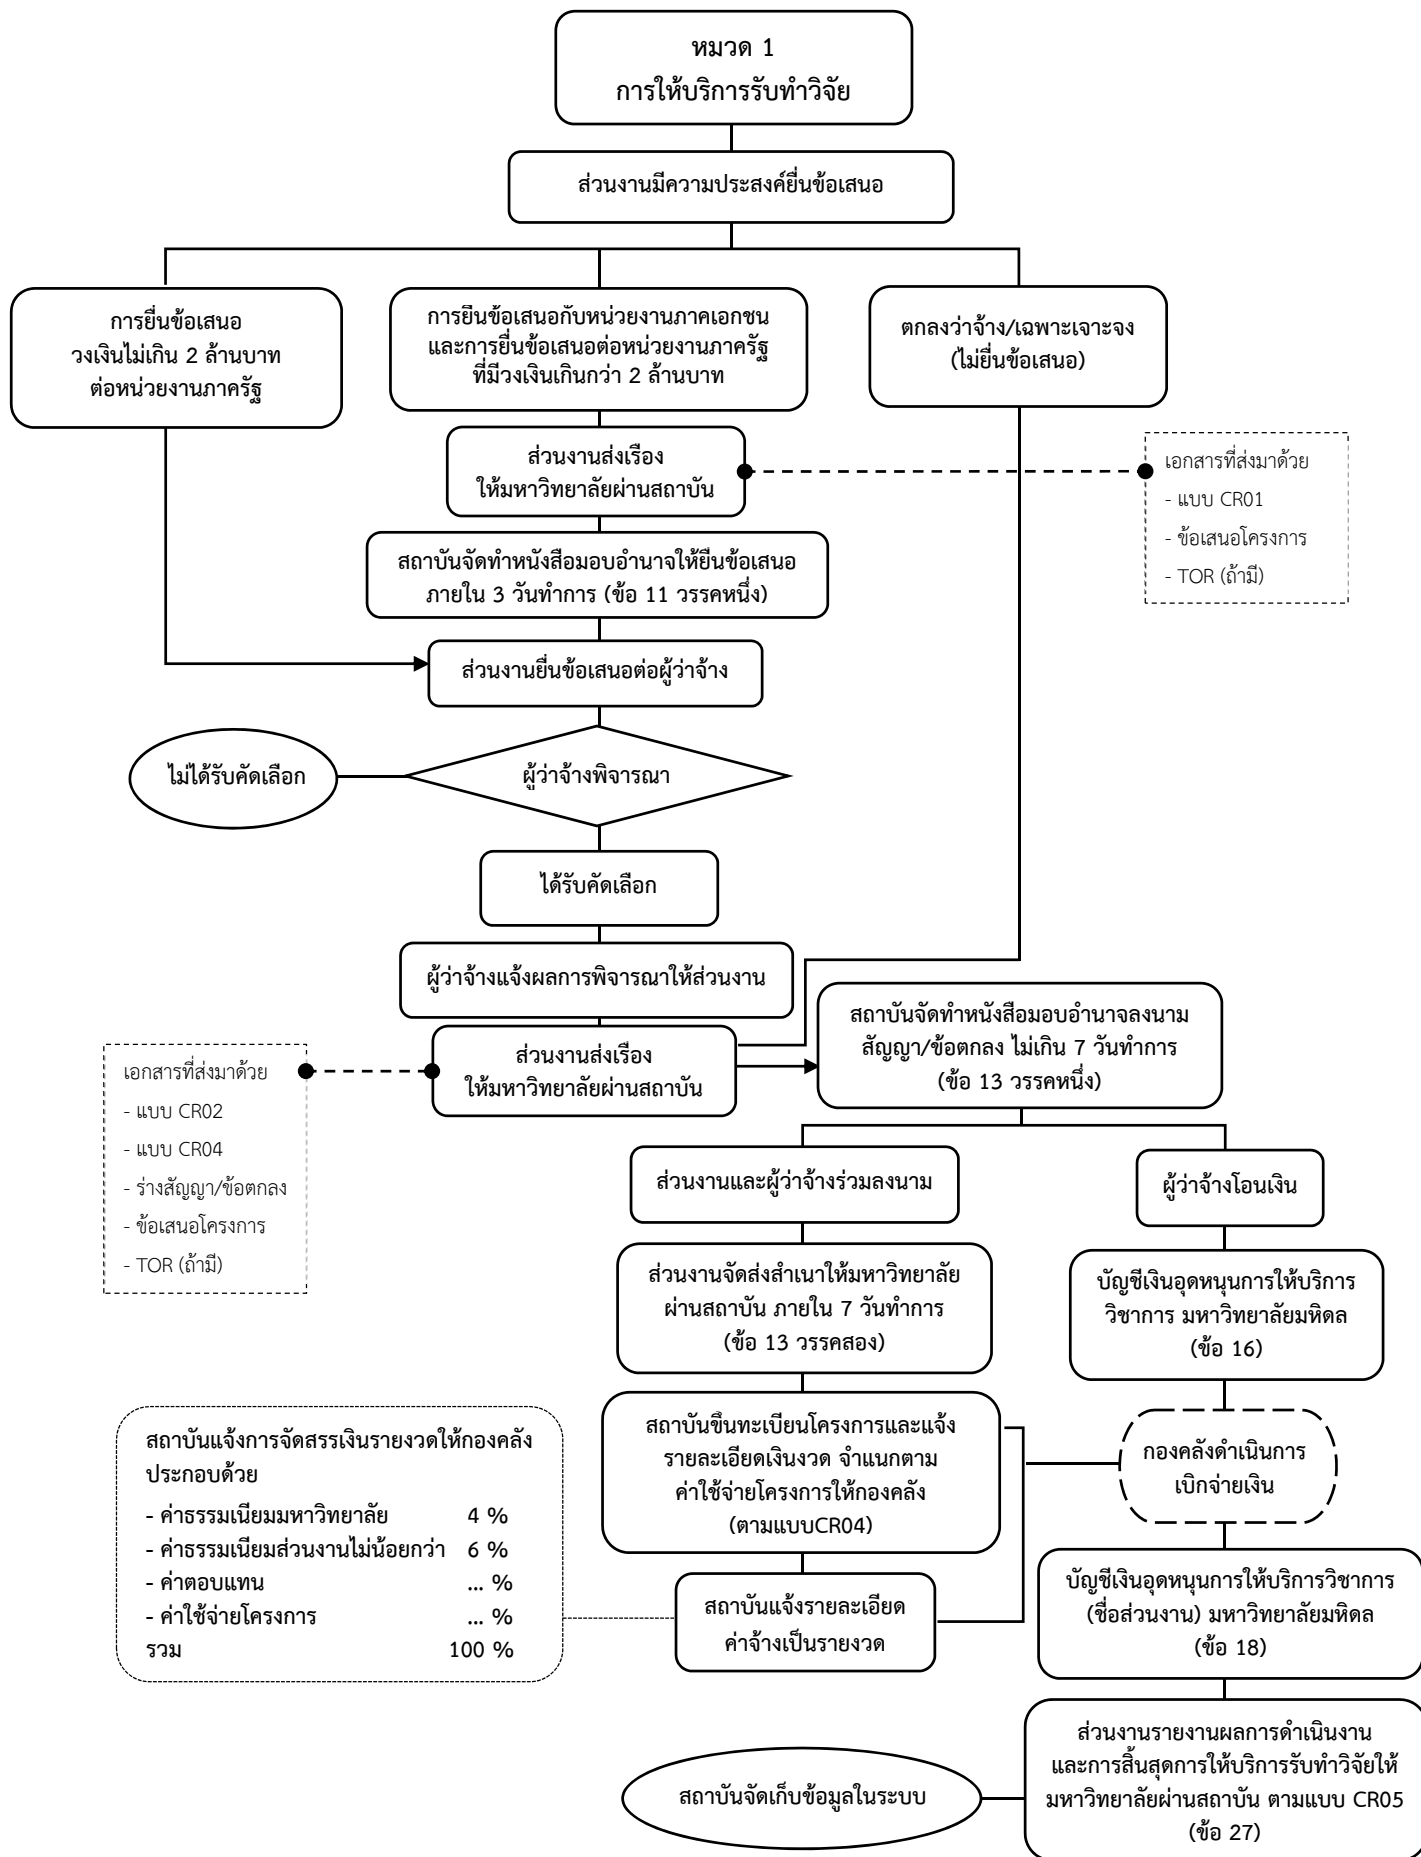 หมวด 1
การให้บริการรับทำวิจัย
ส่วนงานมีความประสงค์ยื่นข้อเสนอ
การยื่นข้อเสนอ
วงเงินไม่เกิน 2 ล้านบาท
ต่อหน่วยงานภาครัฐ
การยื่นข้อเสนอกับหน่วยงานภาคเอกชน
และการยื่นข้อเสนอต่อหน่วยงานภาครัฐ
ที่มีวงเงินเกินกว่า 2 ล้านบาท
ตกลงว่าจ้าง/เฉพาะเจาะจง
(ไม่ยื่นข้อเสนอ)
ส่วนงานส่งเรื่อง
ให้มหาวิทยาลัยผ่านสถาบัน
เอกสารที่ส่งมาด้วย
- แบบ CR01
- ข้อเสนอโครงการ
- TOR (ถ้ามี)
สถาบันจัดทำหนังสือมอบอำนาจให้ยื่นข้อเสนอ
ภายใน 3 วันทำการ (ข้อ 11 วรรคหนึ่ง)
ส่วนงานยื่นข้อเสนอต่อผู้ว่าจ้าง
ไม่ได้รับคัดเลือก
ผู้ว่าจ้างพิจารณา
ได้รับคัดเลือก
ผู้ว่าจ้างแจ้งผลการพิจารณาให้ส่วนงาน
ส่วนงานส่งเรื่อง
ให้มหาวิทยาลัยผ่านสถาบัน
สถาบันจัดทำหนังสือมอบอำนาจลงนาม
สัญญา/ข้อตกลง ไม่เกิน 7 วันทำการ
(ข้อ 13 วรรคหนึ่ง)
เอกสารที่ส่งมาด้วย
- แบบ CR02
- แบบ CR04
- ร่างสัญญา/ข้อตกลง
- ข้อเสนอโครงการ
- TOR (ถ้ามี)
ส่วนงานและผู้ว่าจ้างร่วมลงนาม
ผู้ว่าจ้างโอนเงิน
ส่วนงานจัดส่งสำเนาให้มหาวิทยาลัย
ผ่านสถาบัน ภายใน 7 วันทำการ
(ข้อ 13 วรรคสอง)
บัญชีเงินอุดหนุนการให้บริการ
วิชาการ มหาวิทยาลัยมหิดล
(ข้อ 16)
สถาบันขึ้นทะเบียนโครงการและแจ้ง
รายละเอียดเงินงวด จำแนกตาม
ค่าใช้จ่ายโครงการให้กองคลัง
(ตามแบบCR04)
กองคลังดำเนินการ
เบิกจ่ายเงิน
สถาบันแจ้งการจัดสรรเงินรายงวดให้กองคลัง
ประกอบด้วย
- ค่าธรรมเนียมมหาวิทยาลัย 4 %
- ค่าธรรมเนียมส่วนงานไม่น้อยกว่า 6 %
- ค่าตอบแทน ... %
- ค่าใช้จ่ายโครงการ ... %
รวม 100 %
สถาบันแจ้งรายละเอียด
ค่าจ้างเป็นรายงวด
บัญชีเงินอุดหนุนการให้บริการวิชาการ
(ชื่อส่วนงาน) มหาวิทยาลัยมหิดล
(ข้อ 18)
ส่วนงานรายงานผลการดำเนินงาน
และการสิ้นสุดการให้บริการรับทำวิจัยให้
มหาวิทยาลัยผ่านสถาบัน ตามแบบ CR05
(ข้อ 27)
สถาบันจัดเก็บข้อมูลในระบบ